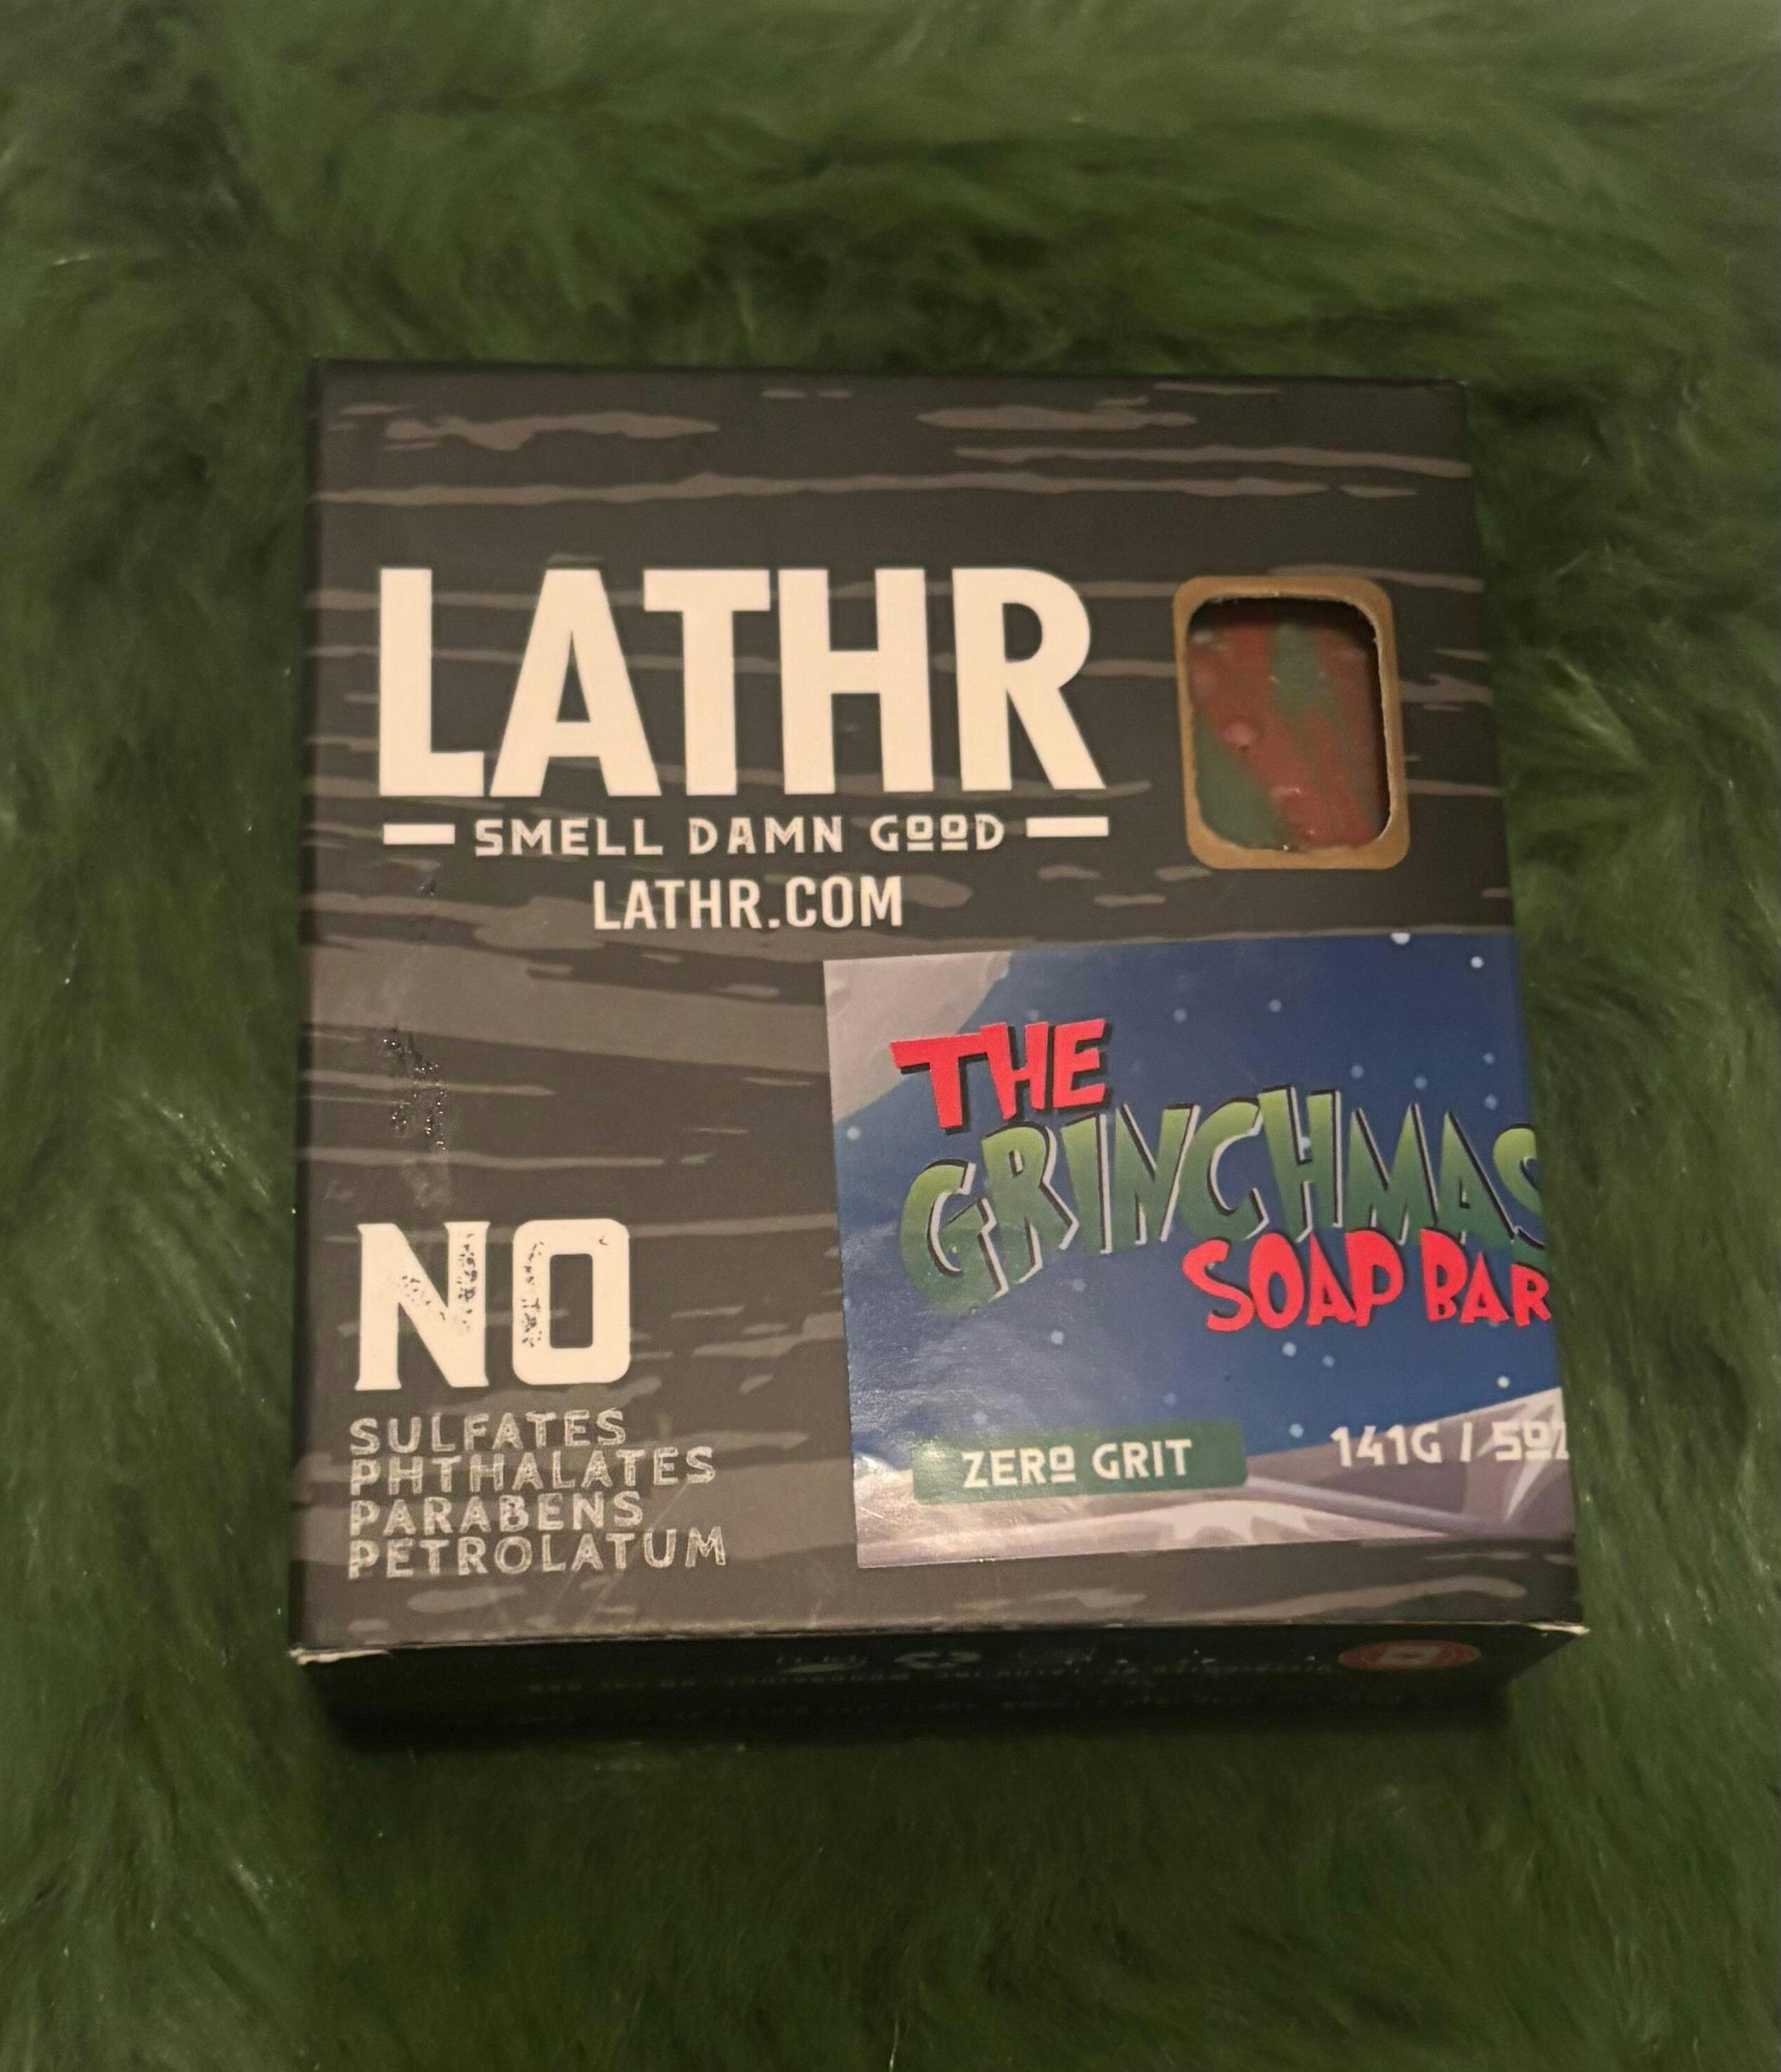 LATHR
SMELL DAMN GOOD
LATHR.COM
THE
GRINCHMAS
SOAP BAR
NO
SULFATES
PHTHALATES
PARABENS
PETROLATUM
ZERO GRIT
141G / 5OZ